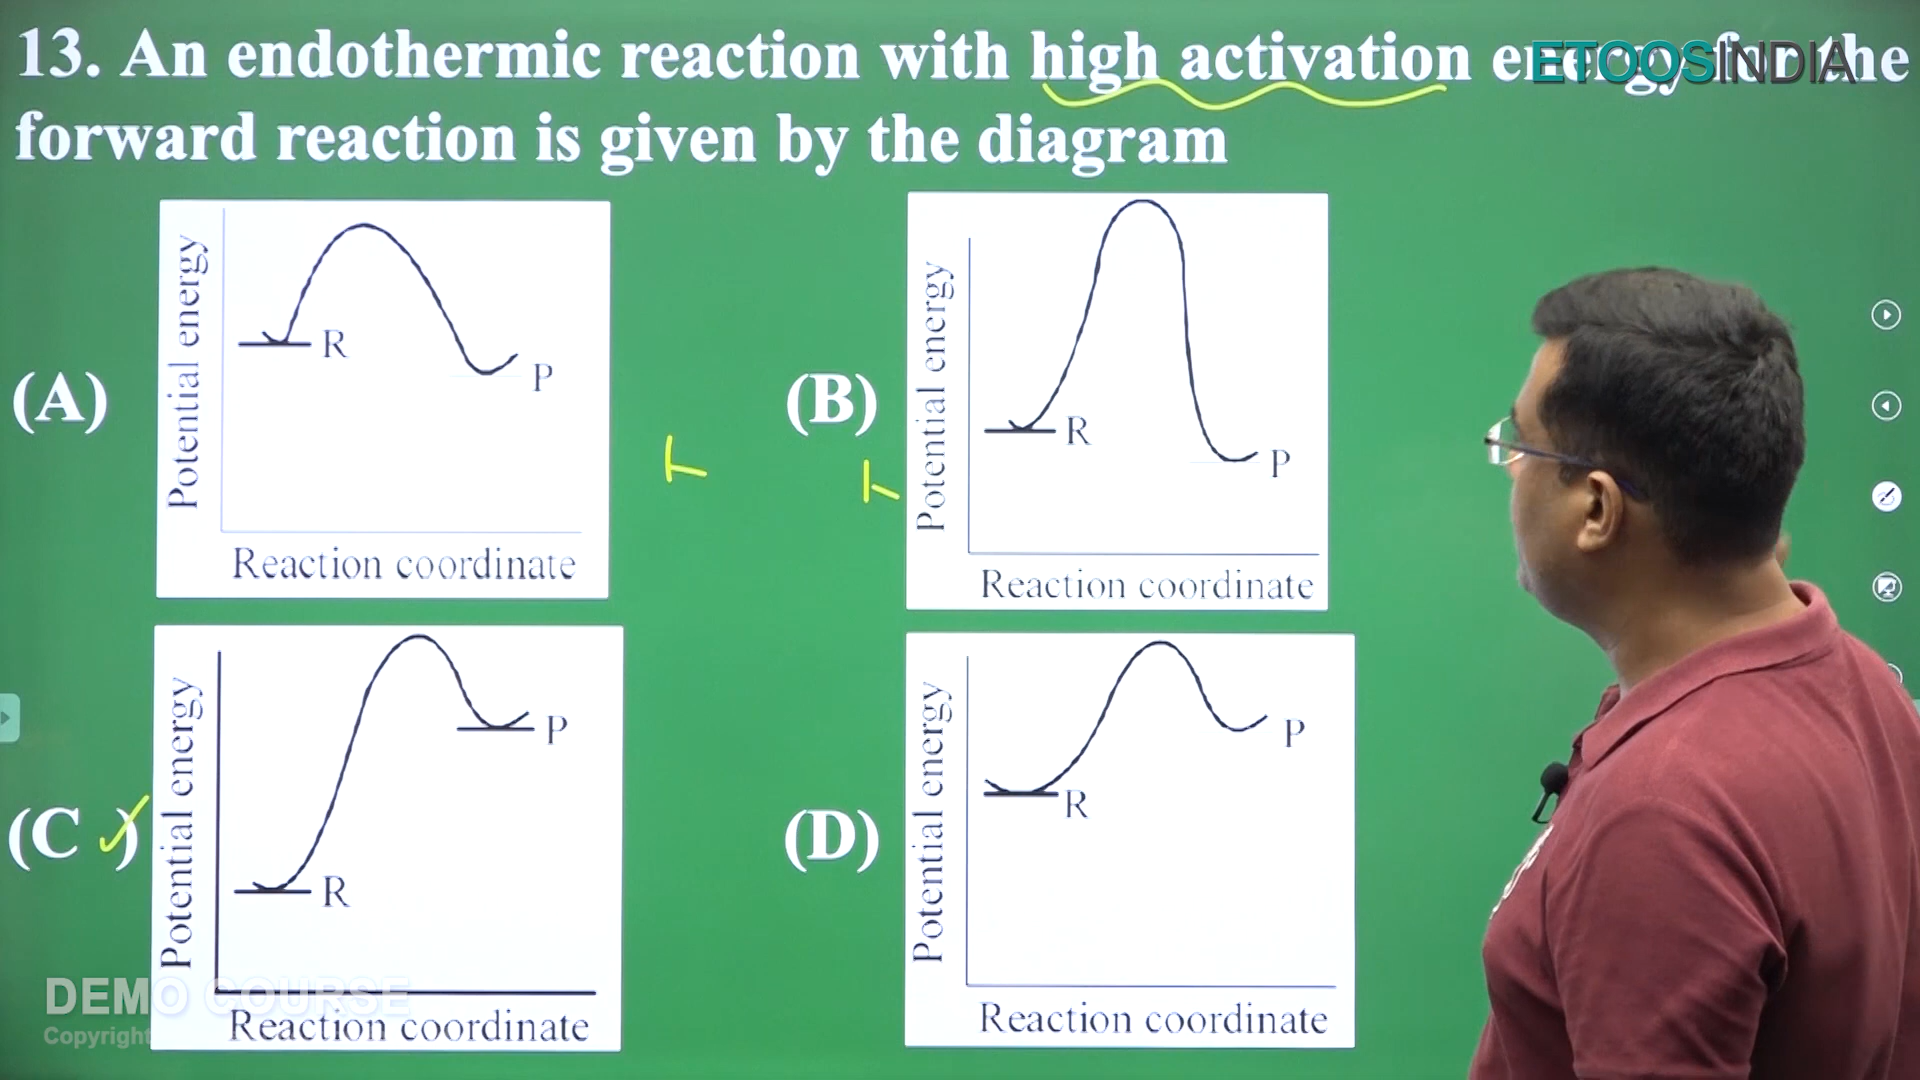 13. An endothermic reaction with high activation energy for the
ETOOSINDIA
forward reaction is given by the diagram
(A)
Potential energy
R
P
Reaction coordinate
(B)
Potential energy
R
P
Reaction coordinate
(C )
Potential energy
R
P
Reaction coordinate
(D)
Potential energy
R
P
Reaction coordinate
DEMO COURSE
Copyright